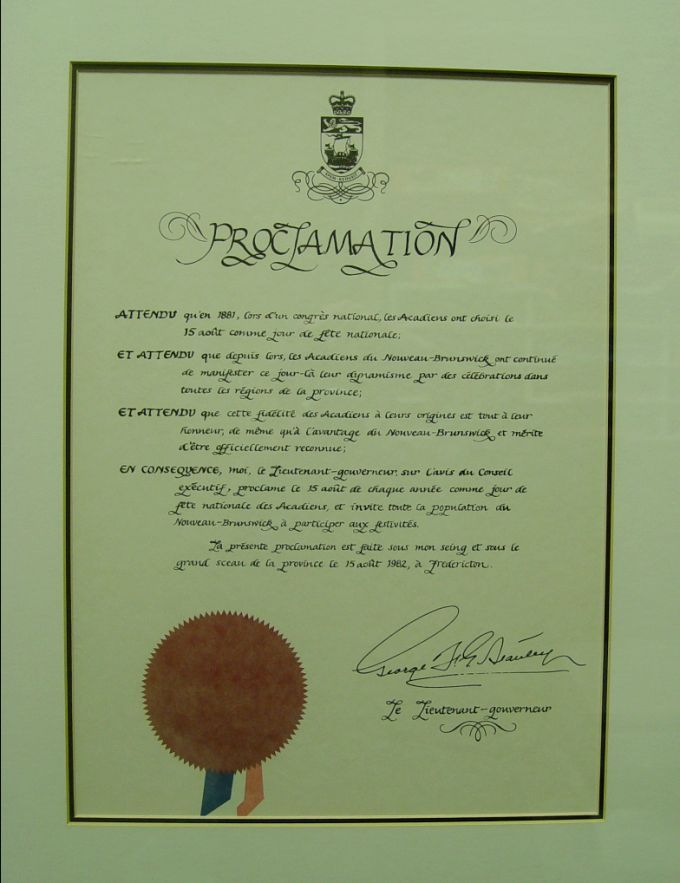 SPEM REDUXIT
PROCLAMATION
ATTENDU qu'en 1881, lors d'un congrès national, les Acadiens ont choisi le
15 août comme jour de fête nationale;
ET ATTENDU que depuis lors, les Acadiens du Nouveau-Brunswick ont continué
de manifester ce jour-là leur dynamisme par des célébrations dans
toutes les régions de la province;
ET ATTENDU que cette fidélité des Acadiens à leurs origines est tout à leur
honneur, de même qu'à l'avantage du Nouveau-Brunswick et mérite
d'être officiellement reconnue;
EN CONSEQUENCE, moi, le Lieutenant-gouverneur, sur l'avis du Conseil
exécutif, proclame le 15 août de chaque année comme jour de
fête nationale des Acadiens, et invite toute la population du
Nouveau-Brunswick à participer aux festivités.
La présente proclamation est faite sous mon seing et sous le
grand sceau de la province le 15 août 1982, à Fredericton.
George F. G. Stanley
Le Lieutenant-gouverneur